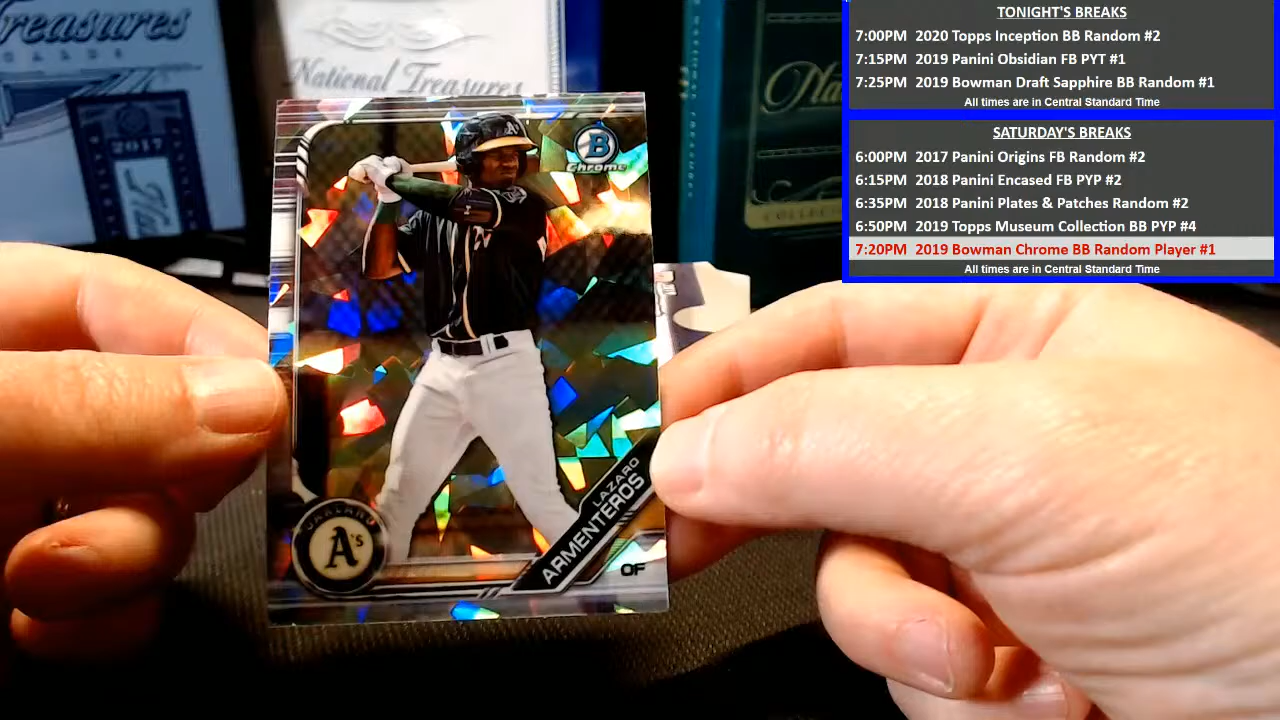 TONIGHT'S BREAKS
7:00PM 2020 Topps Inception BB Random #2
7:15PM 2019 Panini Obsidian FB PYT #1
7:25PM 2019 Bowman Draft Sapphire BB Random #1
All times are in Central Standard Time
SATURDAY'S BREAKS
6:00PM 2017 Panini Origins FB Random #2
6:15PM 2018 Panini Encased FB PYP #2
6:35PM 2018 Panini Plates & Patches Random #2
6:50PM 2019 Topps Museum Collection BB PYP #4
7:20PM 2019 Bowman Chrome BB Random Player #1
All times are in Central Standard Time
reasures
2017
National Treasures
B
Chrome
A's
LAZARO
ARMENTEROS
OF
OAKLAND
A's